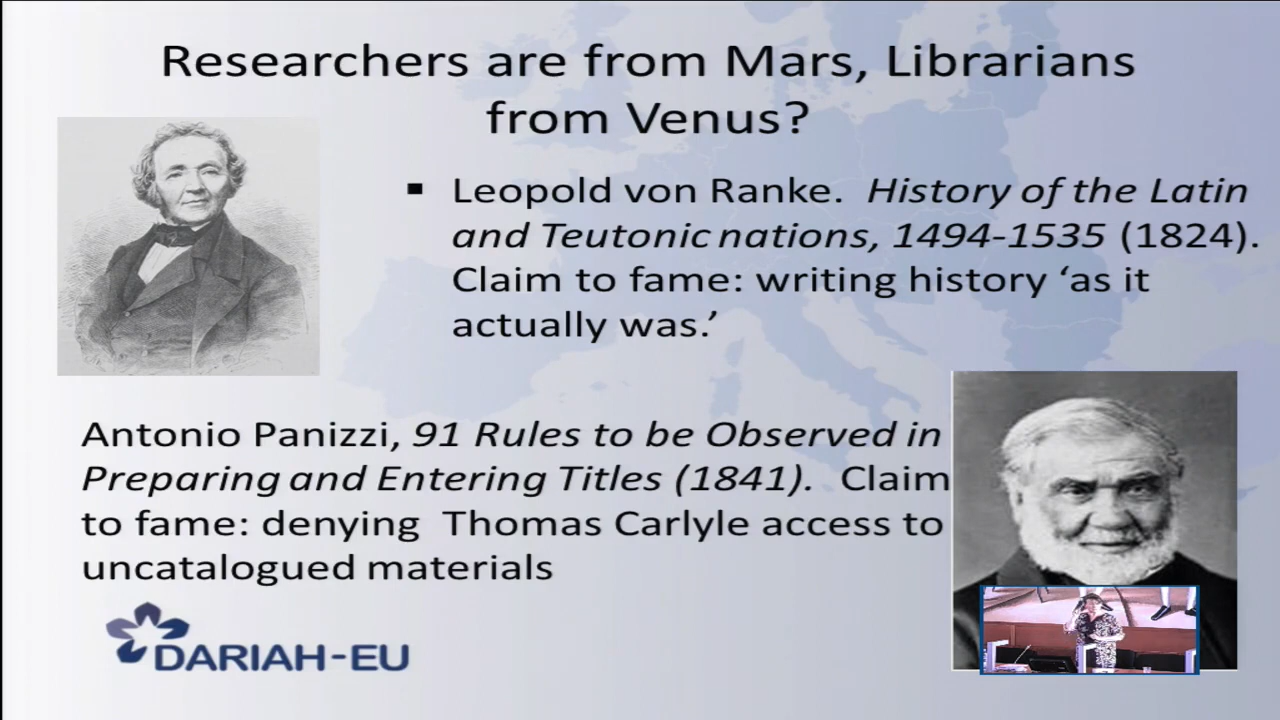 Researchers are from Mars, Librarians
from Venus?
▪ Leopold von Ranke. History of the Latin
and Teutonic nations, 1494-1535 (1824).
Claim to fame: writing history ‘as it
actually was.’
Antonio Panizzi, 91 Rules to be Observed in
Preparing and Entering Titles (1841). Claim
to fame: denying Thomas Carlyle access to
uncatalogued materials
DARIAH-EU